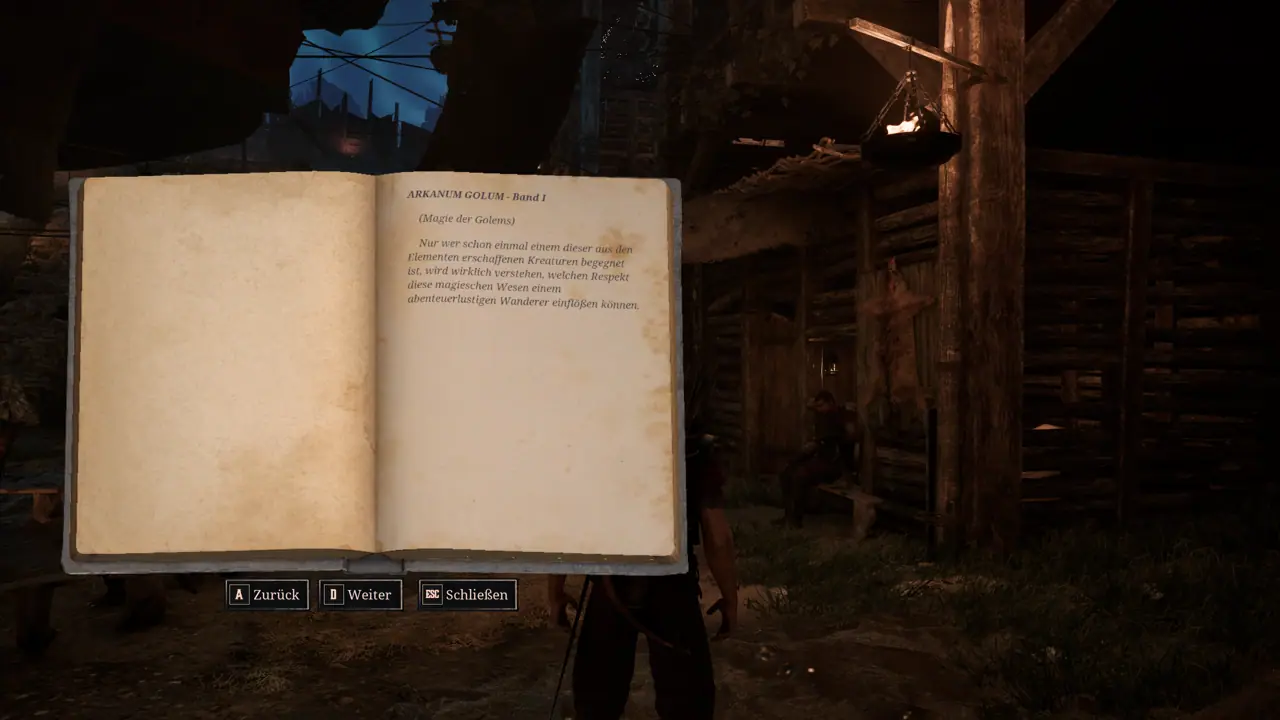 ARKANUM GOLUM - Band I
(Magie der Golems)
Nur wer schon einmal einem dieser aus den
Elementen erschaffenen Kreaturen begegnet
ist, wird wirklich verstehen, welchen Respekt
diese magieschen Wesen einem
abenteuerlustigen Wanderer einflößen können.
A Zurück
D Weiter
ESC Schließen